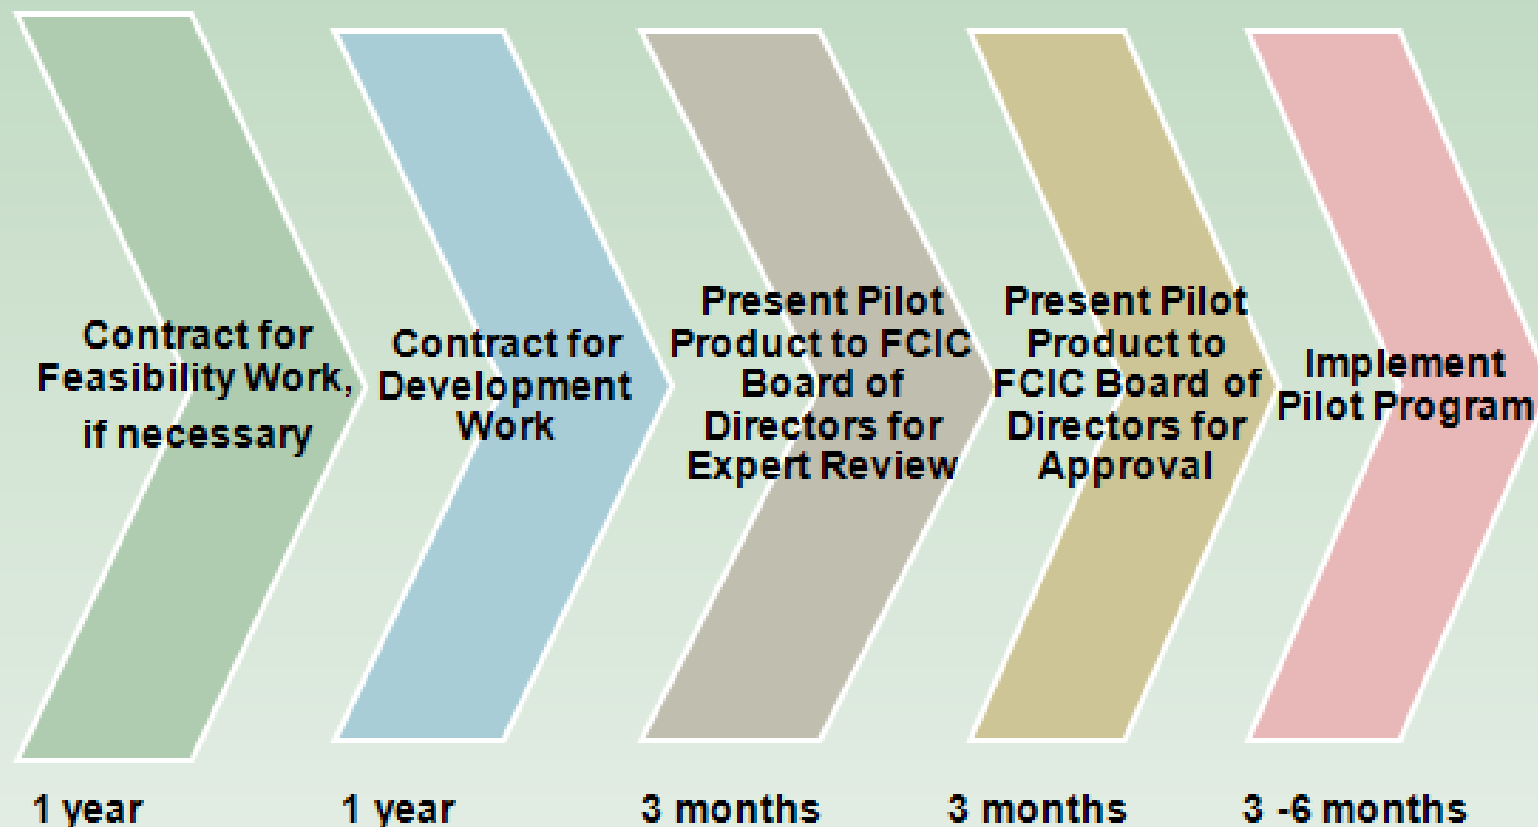 Contract for
Feasibility Work,
if necessary
Contract for
Development
Work
Present Pilot
Product to FCIC
Board of
Directors for
Expert Review
Present Pilot
Product to
FCIC Board of
Directors for
Approval
Implement
Pilot Program
1 year
1 year
3 months
3 months
3 -6 months